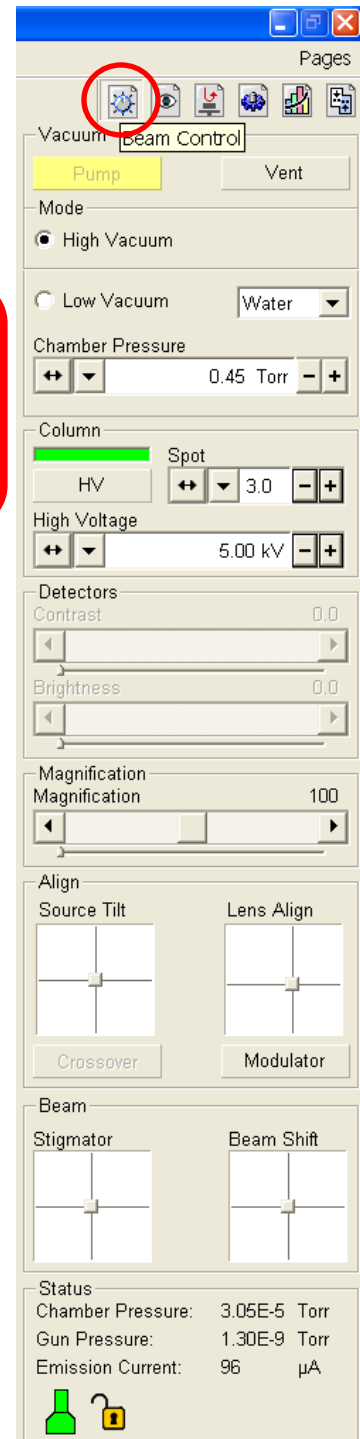 Pages
Beam Control
Vacuum
Pump Vent
Mode
High Vacuum
Low Vacuum Water
Chamber Pressure
0.45 Torr - +
Column
Spot
HV 3.0 - +
High Voltage
5.00 kV - +
Detectors
Contrast 0.0
Brightness 0.0
Magnification
Magnification 100
Align
Source Tilt Lens Align
Crossover Modulator
Beam
Stigmator Beam Shift
Status
Chamber Pressure: 3.05E-5 Torr
Gun Pressure: 1.30E-9 Torr
Emission Current: 96 µA